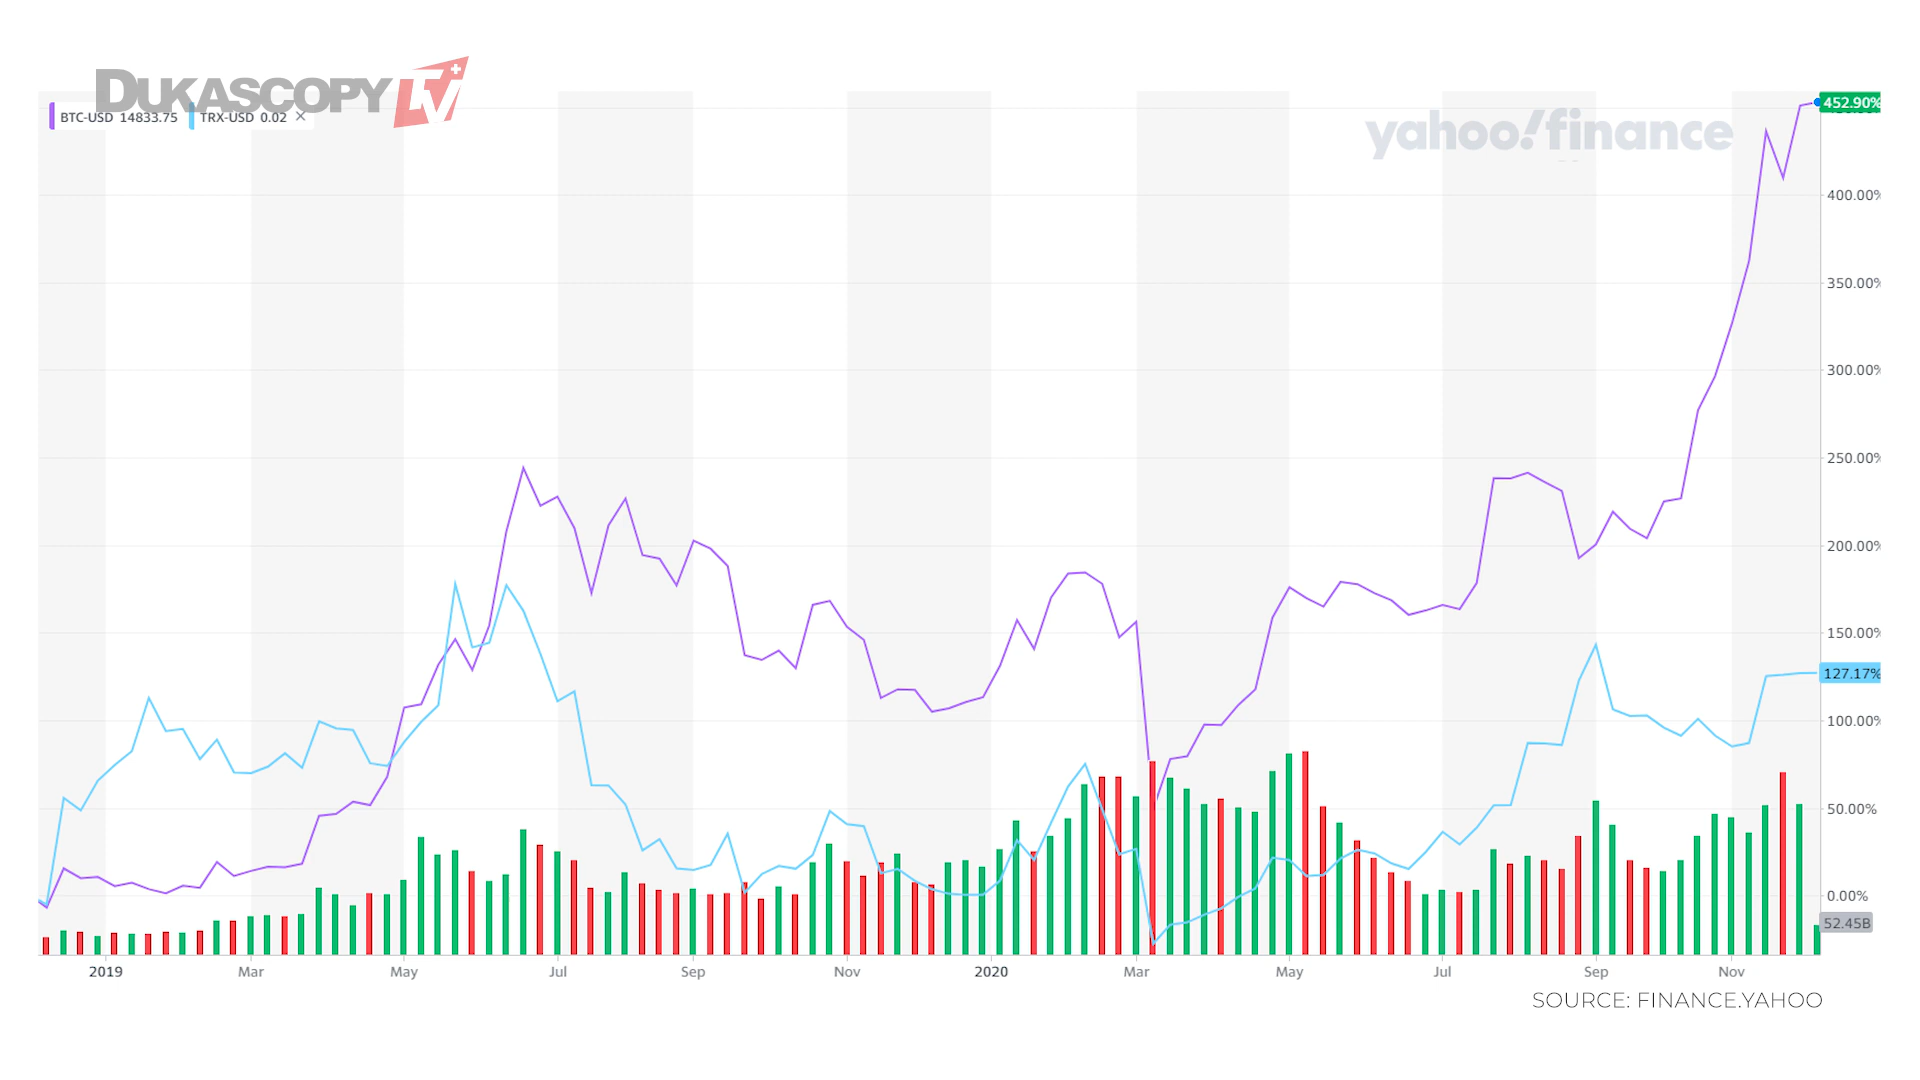 DUKASCOPY TV
BTC-USD 14833.75 TRX-USD 0.02 ×
yahoo!finance
452.90%
400.00%
350.00%
300.00%
250.00%
200.00%
150.00%
127.17%
100.00%
50.00%
0.00%
52.45B
2019 Mar May Jul Sep Nov 2020 Mar May Jul Sep Nov
SOURCE: FINANCE.YAHOO